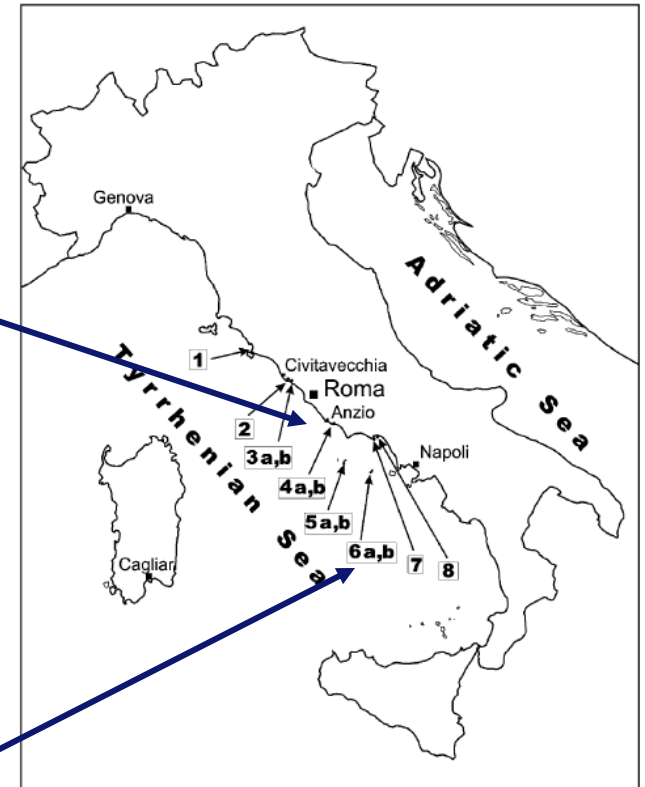 Genova
Adriatic Sea
Tyrrhenian Sea
1
Civitavecchia
Roma
Anzio
2
3a,b
Napoli
4a,b
5a,b
6a,b
7
8
Cagliari